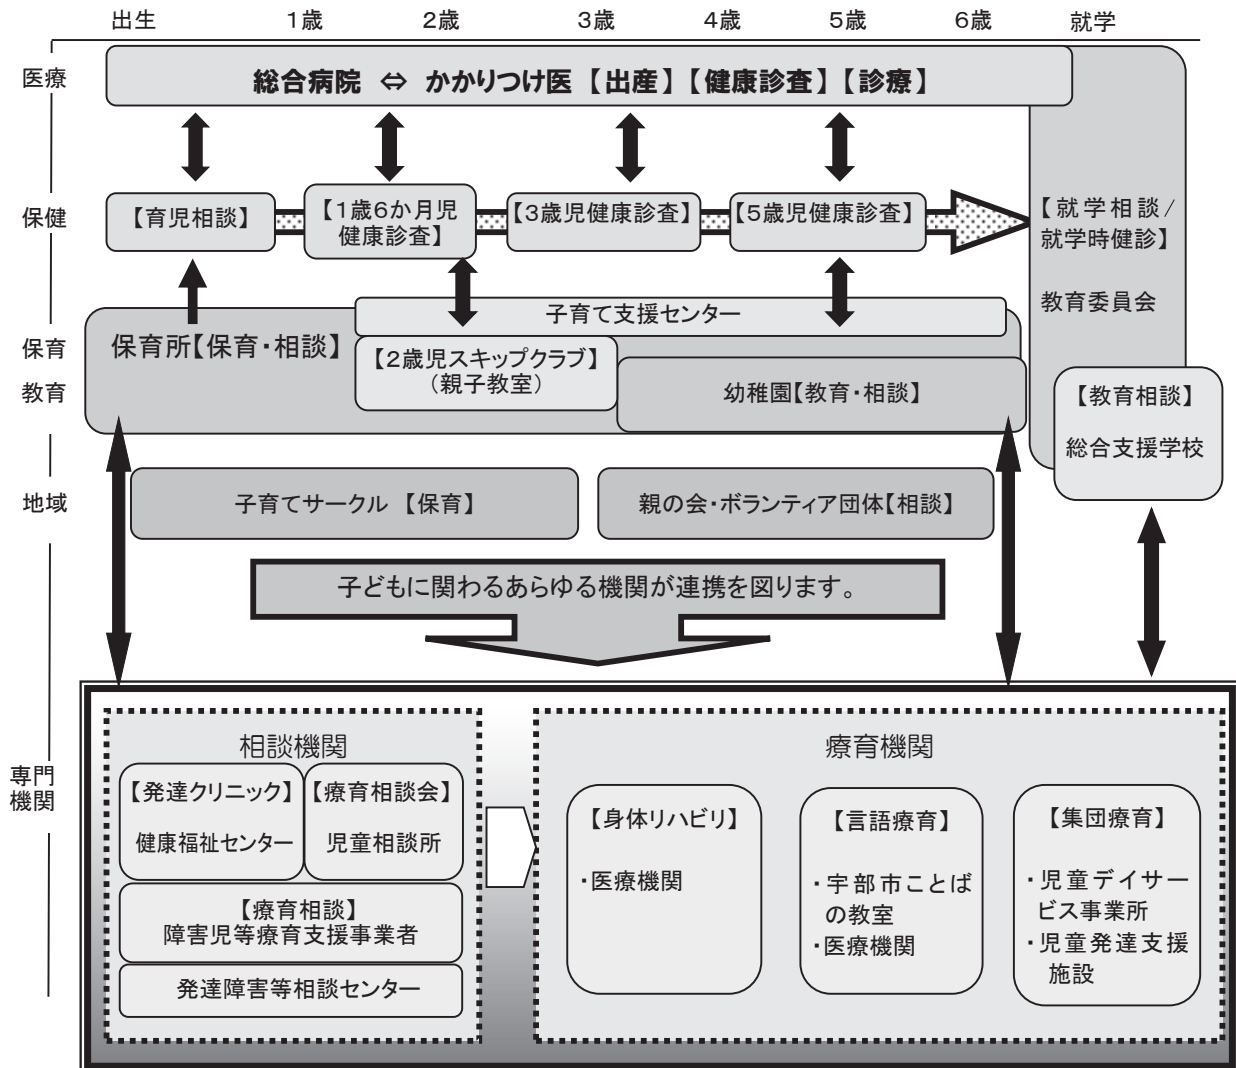 出生 1歳 2歳 3歳 4歳 5歳 6歳 就学
医療
総合病院 ⇔ かかりつけ医【出産】【健康診査】【診療】
保健
【育児相談】
【1歳6か月児
健康診査】
【3歳児健康診査】
【5歳児健康診査】
【就学相談/
就学時健診】
教育委員会
子育て支援センター
保育
教育
保育所【保育・相談】
【2歳児スキップクラブ】
（親子教室）
幼稚園【教育・相談】
【教育相談】
総合支援学校
地域
子育てサークル 【保育】
親の会・ボランティア団体【相談】
子どもに関わるあらゆる機関が連携を図ります。
専門
機関
相談機関
【発達クリニック】
健康福祉センター
【療育相談会】
児童相談所
【療育相談】
障害児等療育支援事業者
発達障害等相談センター
療育機関
【身体リハビリ】
・医療機関
【言語療育】
・宇部市ことば
の教室
・医療機関
【集団療育】
・児童デイサー
ビス事業所
・児童発達支援
施設